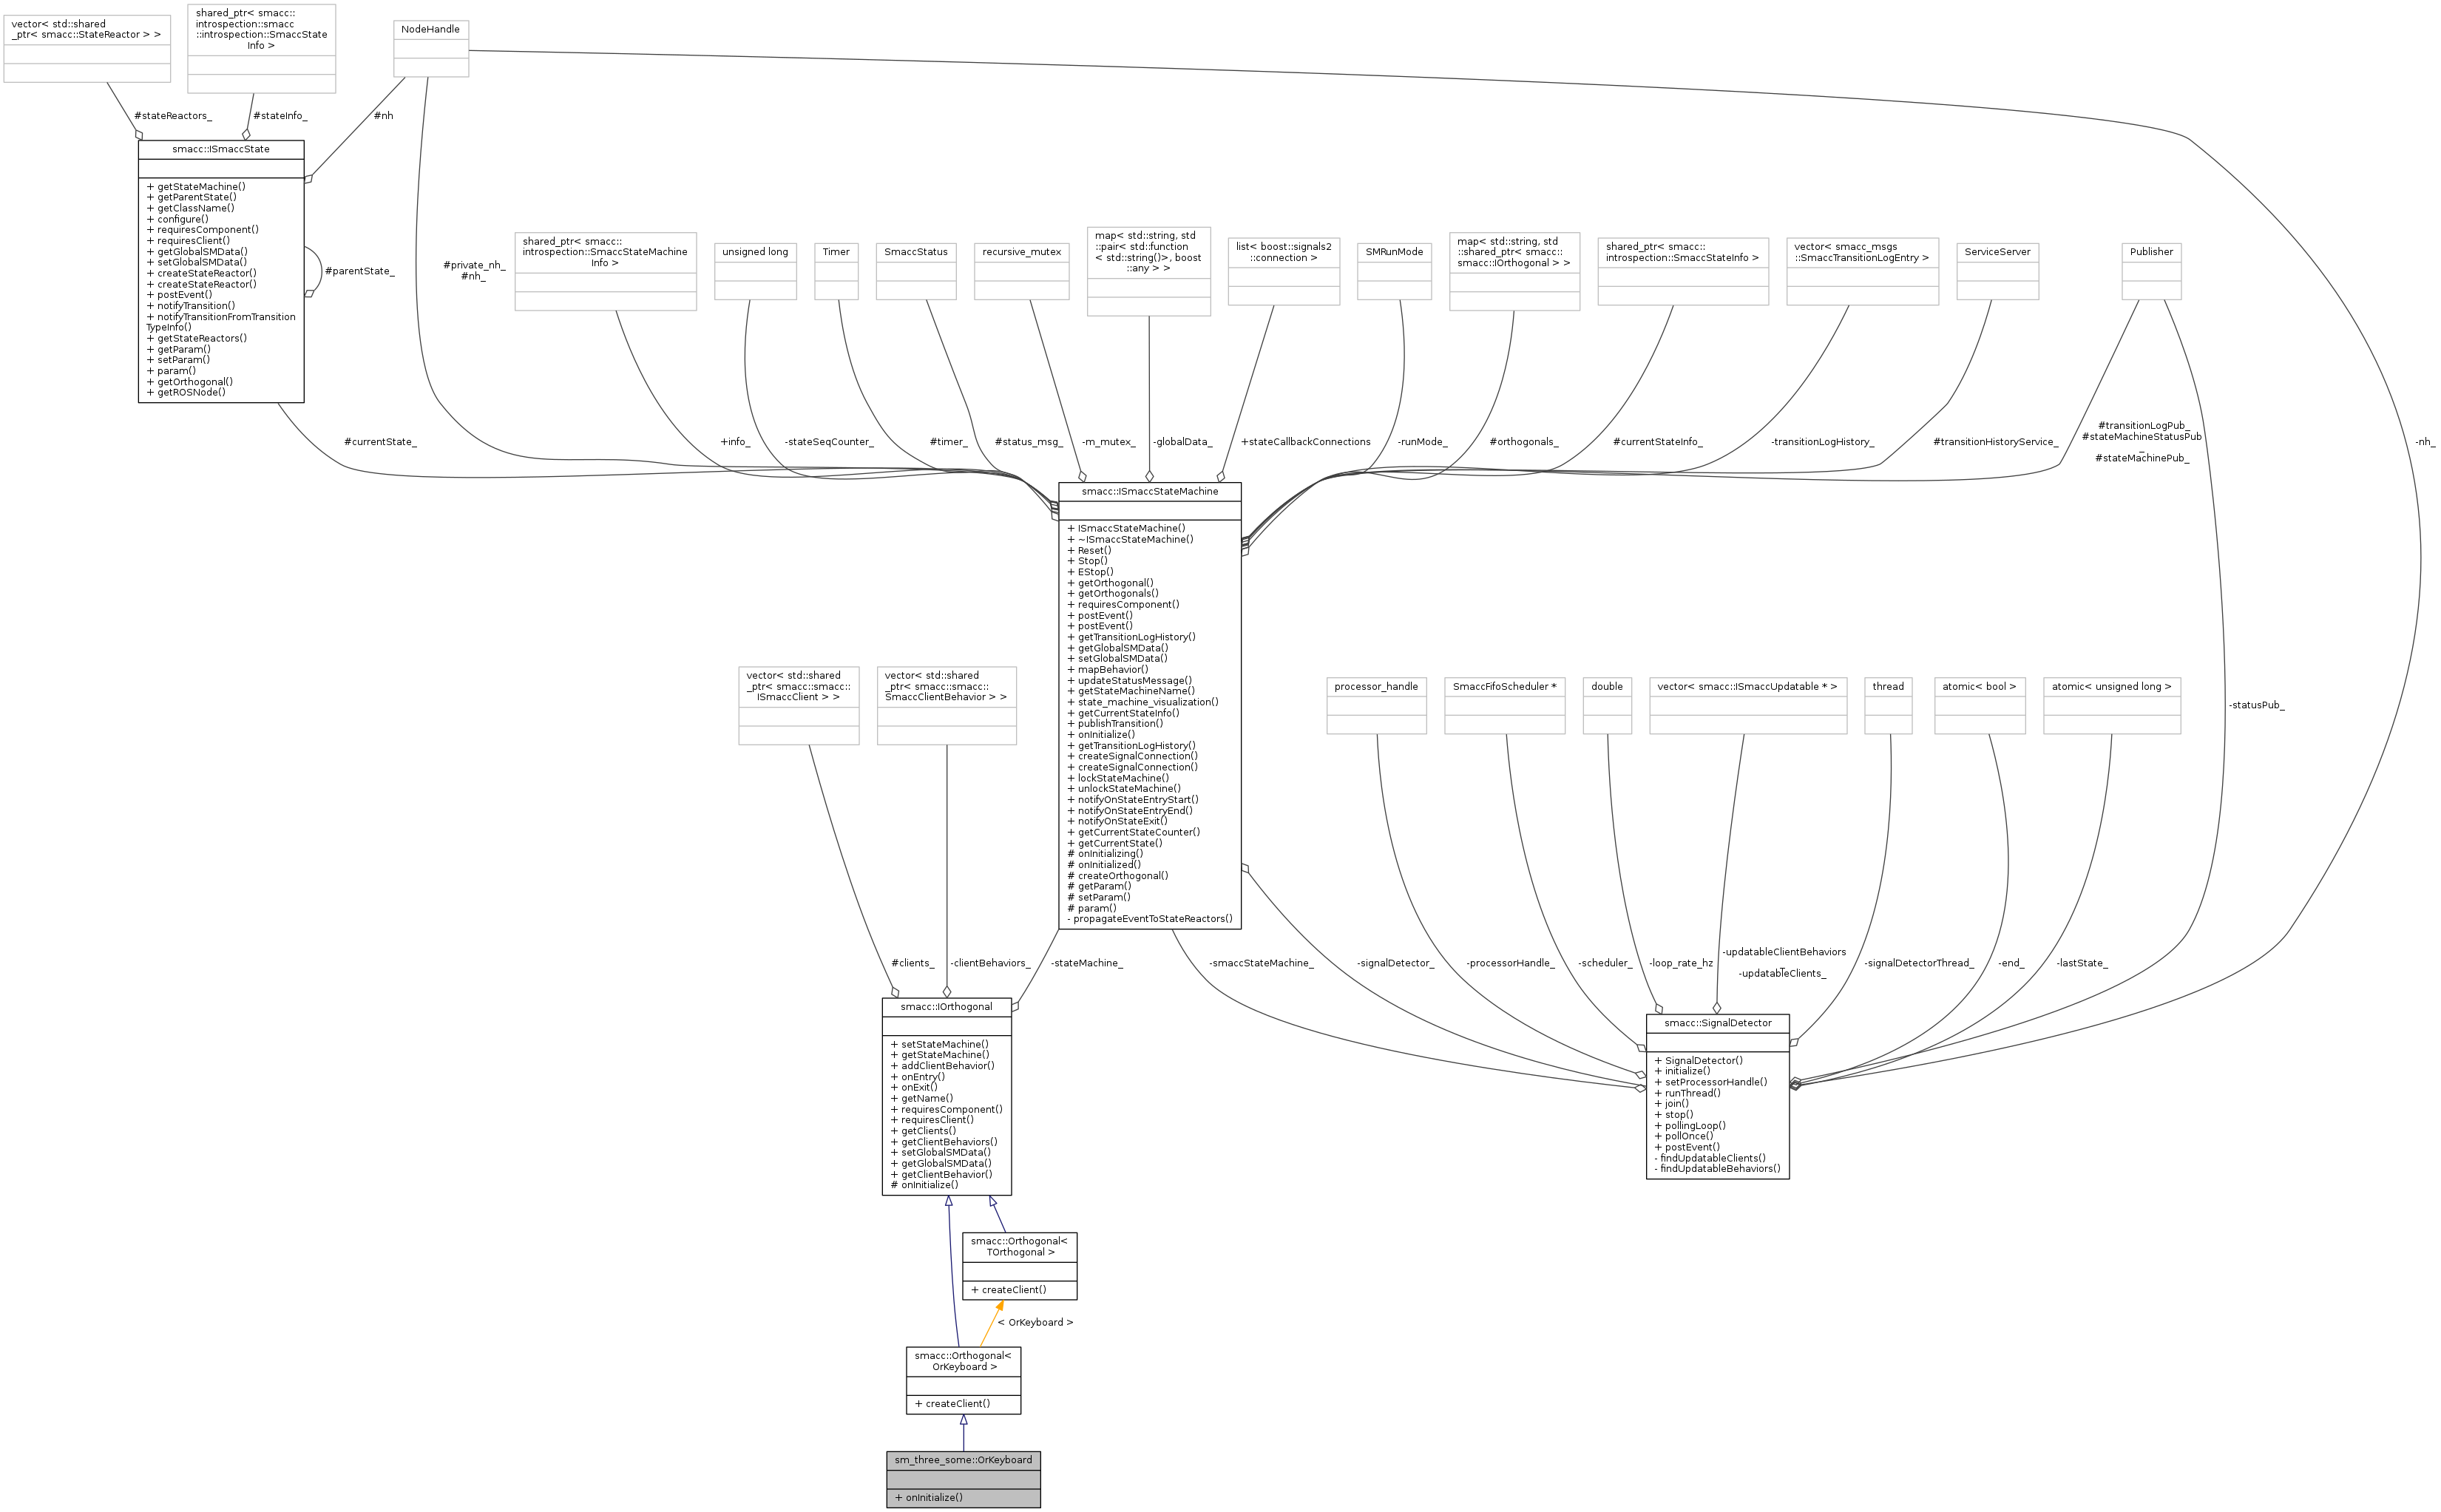 vector< std::shared
_ptr< smacc::StateReactor > >
shared_ptr< smacc::
introspection::smacc
::introspection::SmaccState
Info >
NodeHandle
#stateReactors_
#stateInfo_
#nh
smacc::ISmaccState
+ getStateMachine()
+ getParentState()
+ getClassName()
+ configure()
+ requiresComponent()
+ requiresClient()
+ getGlobalSMData()
+ setGlobalSMData()
+ createStateReactor()
+ createStateReactor()
+ postEvent()
+ notifyTransition()
+ notifyTransitionFromTransition
TypeInfo()
+ getStateReactors()
+ getParam()
+ setParam()
+ param()
+ getOrthogonal()
+ getROSNode()
#parentState_
#private_nh_
#nh_
shared_ptr< smacc::
introspection::SmaccStateMachine
Info >
unsigned long
Timer
SmaccStatus
recursive_mutex
map< std::string, std
::pair< std::function
< std::string()>, boost
::any > >
list< boost::signals2
::connection >
SMRunMode
map< std::string, std
::shared_ptr< smacc::
smacc::IOrthogonal > >
shared_ptr< smacc::
introspection::SmaccStateInfo >
vector< smacc_msgs
::SmaccTransitionLogEntry >
ServiceServer
Publisher
#currentState_
+info_
-stateSeqCounter_
#timer_
#status_msg_
-m_mutex_
-globalData_
+stateCallbackConnections
-runMode_
#orthogonals_
#currentStateInfo_
-transitionLogHistory_
#transitionHistoryService_
#transitionLogPub_
#stateMachineStatusPub
_
#stateMachinePub_
-nh_
smacc::ISmaccStateMachine
+ ISmaccStateMachine()
+ ~ISmaccStateMachine()
+ Reset()
+ Stop()
+ EStop()
+ getOrthogonal()
+ getOrthogonals()
+ requiresComponent()
+ postEvent()
+ postEvent()
+ getTransitionLogHistory()
+ getGlobalSMData()
+ setGlobalSMData()
+ mapBehavior()
+ updateStatusMessage()
+ getStateMachineName()
+ state_machine_visualization()
+ getCurrentStateInfo()
+ publishTransition()
+ onInitialize()
+ getTransitionLogHistory()
+ createSignalConnection()
+ createSignalConnection()
+ lockStateMachine()
+ unlockStateMachine()
+ notifyOnStateEntryStart()
+ notifyOnStateEntryEnd()
+ notifyOnStateExit()
+ getCurrentStateCounter()
+ getCurrentState()
# onInitializing()
# onInitialized()
# createOrthogonal()
# getParam()
# setParam()
# param()
- propagateEventToStateReactors()
vector< std::shared
_ptr< smacc::smacc::
ISmaccClient > >
vector< std::shared
_ptr< smacc::smacc::
SmaccClientBehavior > >
processor_handle
SmaccFifoScheduler *
double
vector< smacc::ISmaccUpdatable * >
thread
atomic< bool >
atomic< unsigned long >
-statusPub_
#clients_
-clientBehaviors_
-stateMachine_
-smaccStateMachine_
-signalDetector_
-processorHandle_
-scheduler_
-loop_rate_hz
-updatableClientBehaviors
_
-updatableClients_
-signalDetectorThread_
-end_
-lastState_
smacc::IOrthogonal
+ setStateMachine()
+ getStateMachine()
+ addClientBehavior()
+ onEntry()
+ onExit()
+ getName()
+ requiresComponent()
+ requiresClient()
+ getClients()
+ getClientBehaviors()
+ setGlobalSMData()
+ getGlobalSMData()
+ getClientBehavior()
# onInitialize()
smacc::SignalDetector
+ SignalDetector()
+ initialize()
+ setProcessorHandle()
+ runThread()
+ join()
+ stop()
+ pollingLoop()
+ pollOnce()
+ postEvent()
- findUpdatableClients()
- findUpdatableBehaviors()
smacc::Orthogonal<
TOrthogonal >
+ createClient()
< OrKeyboard >
smacc::Orthogonal<
OrKeyboard >
+ createClient()
sm_three_some::OrKeyboard
+ onInitialize()